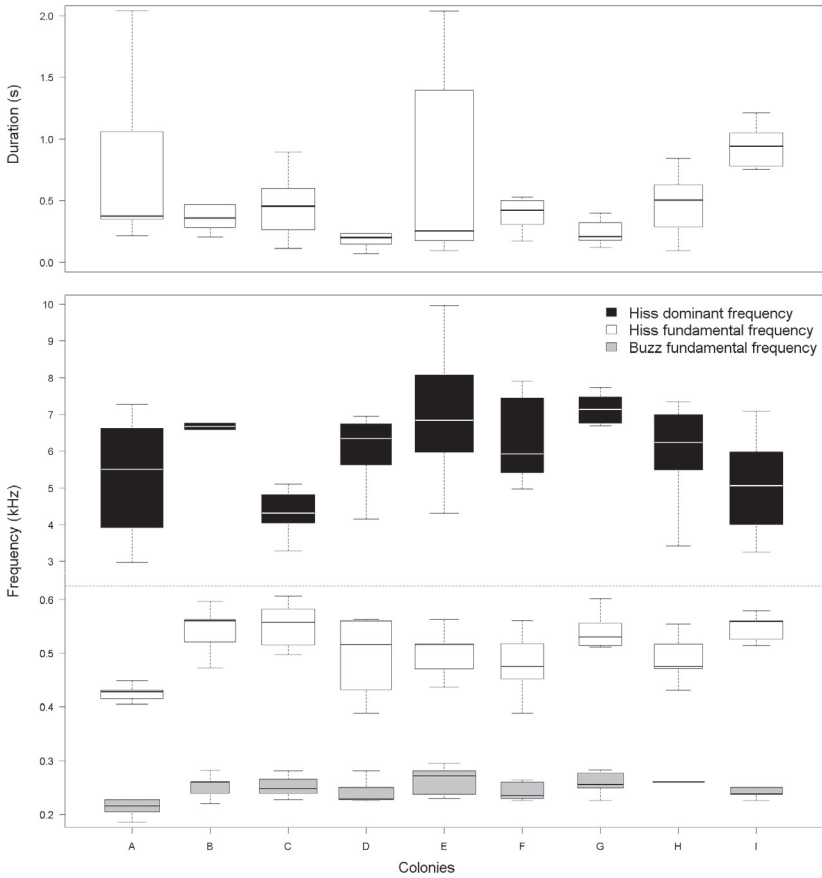 2.0
1.5
1.0
0.5
0.0
Duration (s)
10
9
8
7
6
5
4
3
0.6
0.5
0.4
0.3
0.2
Frequency (kHz)
Hiss dominant frequency
Hiss fundamental frequency
Buzz fundamental frequency
A B C D E F G H I
Colonies